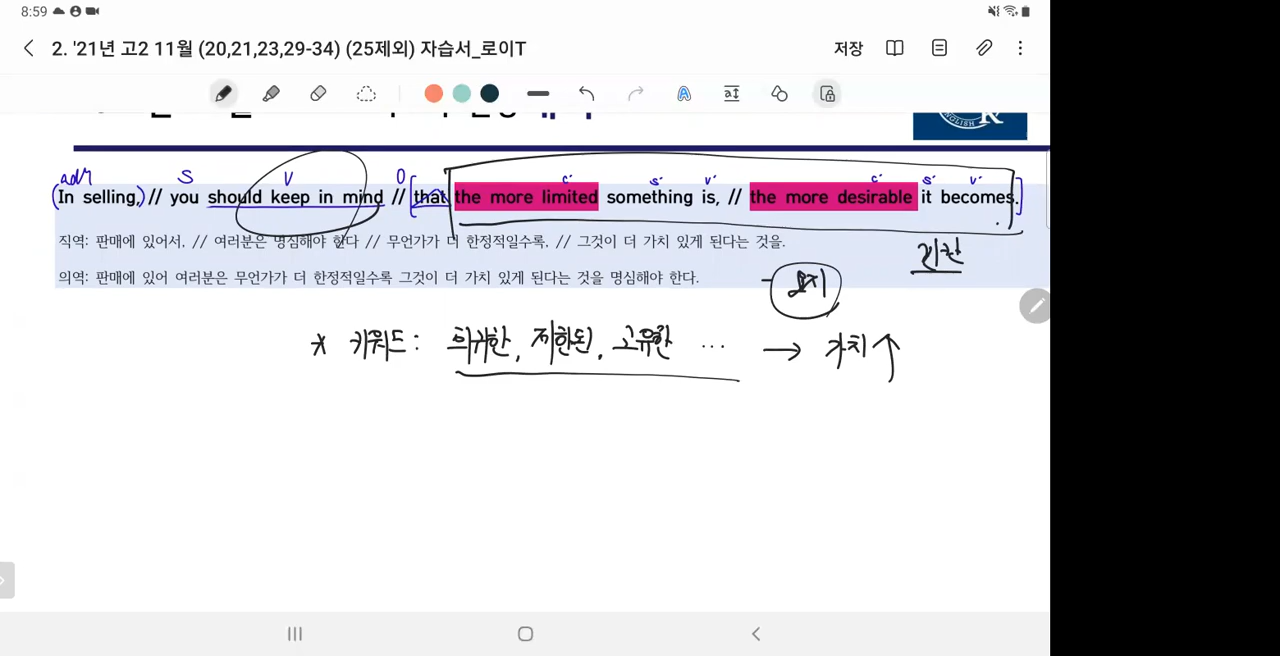 8:59
2. '21년 고2 11월 (20,21,23,29-34) (25제외) 자습서_로이T 저장
ENGLISH R
adv S V O c' s' v' c' s' v'
(In selling,) // you should keep in mind // [that the more limited something is, // the more desirable it becomes.]
직역: 판매에 있어서, // 여러분은 명심해야 한다 // 무언가가 더 한정적일수록, // 그것이 더 가치 있게 된다는 것을.
빈칸
의역: 판매에 있어 여러분은 무언가가 더 한정적일수록 그것이 더 가치 있게 된다는 것을 명심해야 한다. - 요지
* 키워드 : 희귀한, 제한된, 고유한 ... → 가치 ↑